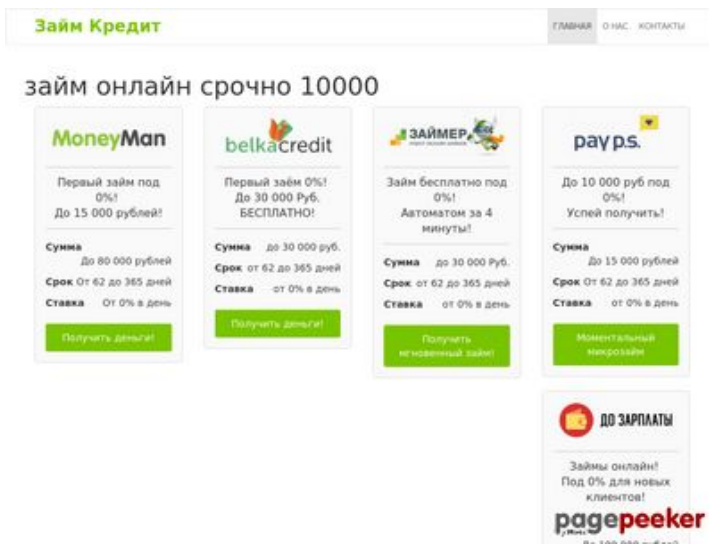 Займ Кредит
ГЛАВНАЯ О НАС КОНТАКТЫ
займ онлайн срочно 10000
MoneyMan
Первый займ под
0%!
До 15 000 рублей!
Сумма
До 80 000 рублей
Срок От 62 до 365 дней
Ставка От 0% в день
Получить деньги!
belkacredit
Первый заём 0%!
До 30 000 Руб.
БЕСПЛАТНО!
Сумма до 30 000 руб.
Срок от 62 до 365 дней
Ставка от 0% в день
Получить деньги!
ЗАЙМЕР
Займ бесплатно под
0%!
Автоматом за 4
минуты!
Сумма до 30 000 Руб.
Срок от 62 до 365 дней
Ставка от 0% в день
Получить
мгновенный займ!
pay p.s.
До 10 000 руб под
0%!
Успей получить!
Сумма
До 15 000 рублей
Срок От 62 до 365 дней
Ставка от 0% в день
Моментальный
микрозайм
ДО ЗАРПЛАТЫ
Займы онлайн!
Под 0% для новых
клиентов!
pagepeeker